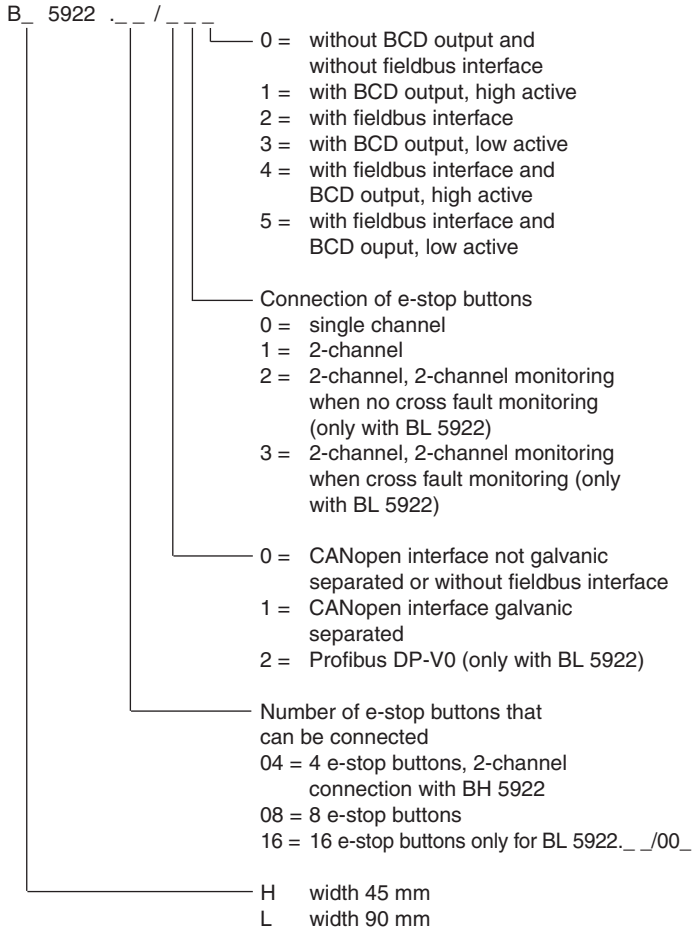 B_ 5922 ._ _ / _ _ _
0 = without BCD output and
without fieldbus interface
1 = with BCD output, high active
2 = with fieldbus interface
3 = with BCD output, low active
4 = with fieldbus interface and
BCD output, high active
5 = with fieldbus interface and
BCD ouput, low active
Connection of e-stop buttons
0 = single channel
1 = 2-channel
2 = 2-channel, 2-channel monitoring
when no cross fault monitoring
(only with BL 5922)
3 = 2-channel, 2-channel monitoring
when cross fault monitoring (only
with BL 5922)
0 = CANopen interface not galvanic
separated or without fieldbus interface
1 = CANopen interface galvanic
separated
2 = Profibus DP-V0 (only with BL 5922)
Number of e-stop buttons that
can be connected
04 = 4 e-stop buttons, 2-channel
connection with BH 5922
08 = 8 e-stop buttons
16 = 16 e-stop buttons only for BL 5922._ _/00_
H width 45 mm
L width 90 mm